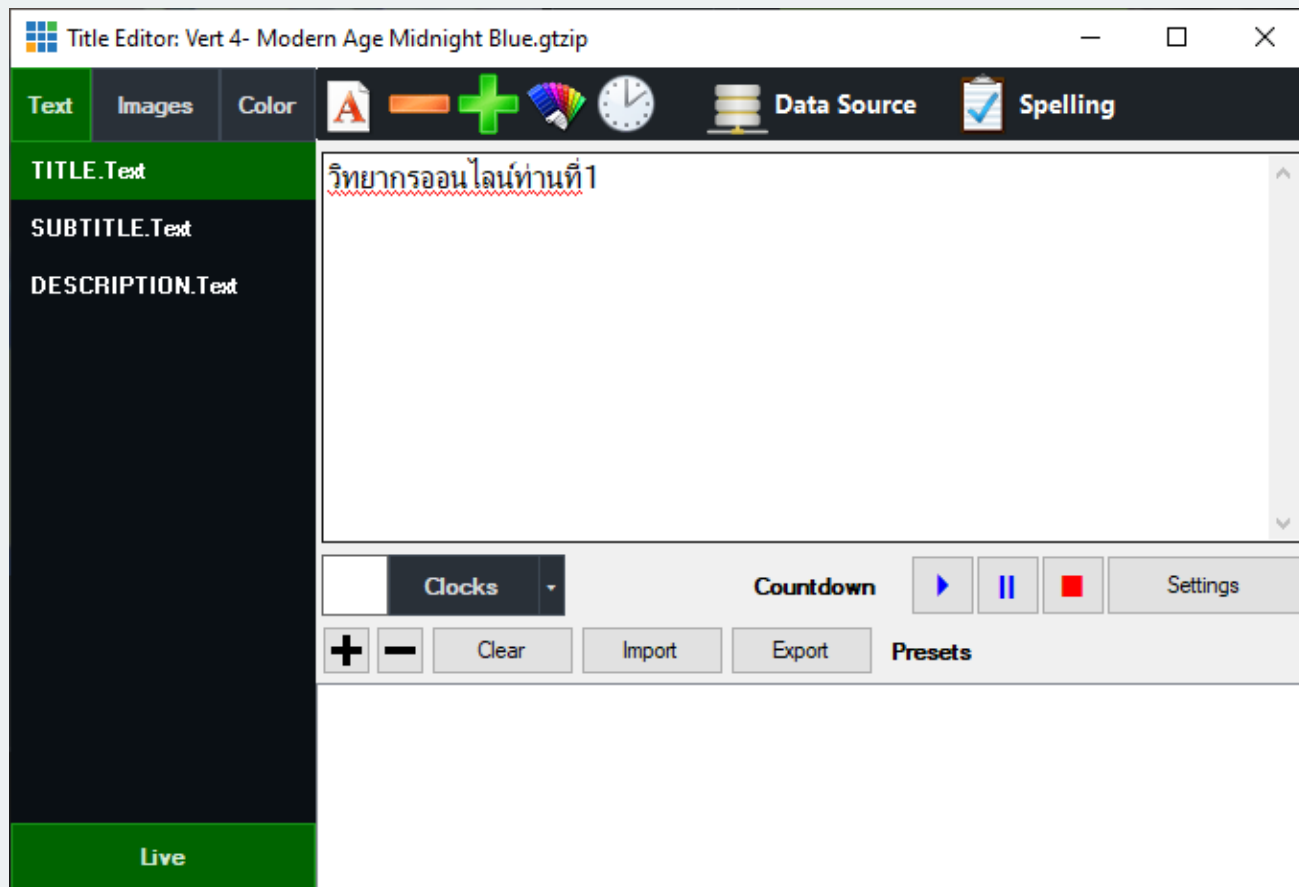 Title Editor: Vert 4- Modern Age Midnight Blue.gtzip
Text Images Color Data Source Spelling
TITLE.Text
SUBTITLE.Text
DESCRIPTION.Text
วิทยากรออนไลน์ท่านที่1
Clocks Countdown Settings
Clear Import Export Presets
Live